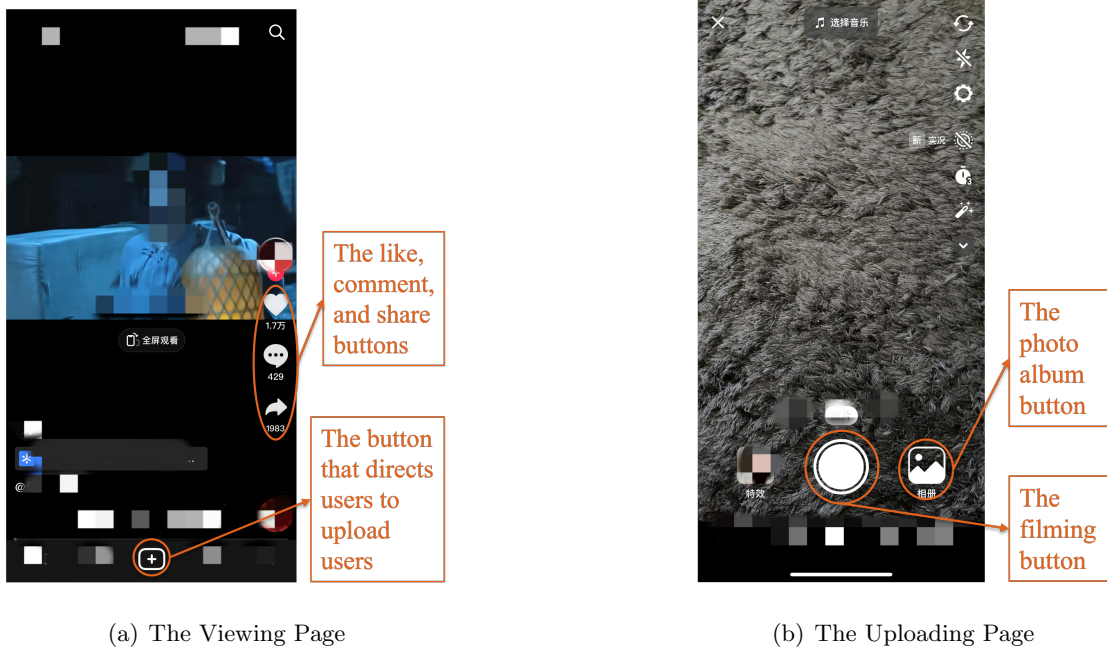 The like,
comment,
and share
buttons
1.7万
429
1983
全屏观看
...
@
The button
that directs
users to
upload
users
选择音乐
新 实况
3
特效
相册
The
photo
album
button
The
filming
button
(a) The Viewing Page
(b) The Uploading Page